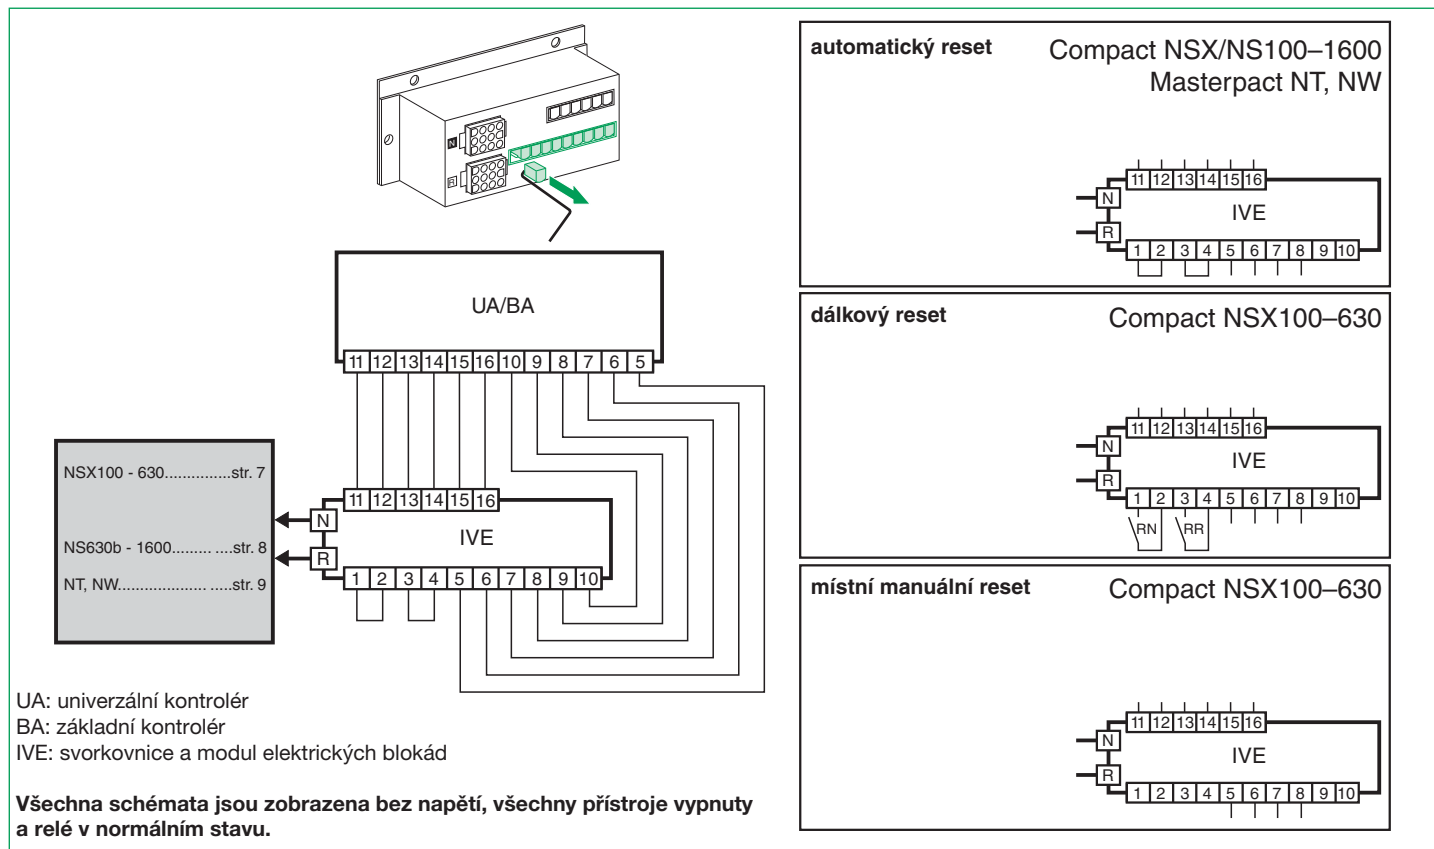 N
R
UA/BA
11 12 13 14 15 16 10 9 8 7 6 5
NSX100 - 630...............str. 7
NS630b - 1600......... ....str. 8
NT, NW.................... .....str. 9
11 12 13 14 15 16
N
IVE
R
1 2 3 4 5 6 7 8 9 10
UA: univerzální kontrolér
BA: základní kontrolér
IVE: svorkovnice a modul elektrických blokád
Všechna schémata jsou zobrazena bez napětí, všechny přístroje vypnuty
a relé v normálním stavu.
automatický reset
Compact NSX/NS100–1600
Masterpact NT, NW
11 12 13 14 15 16
N
IVE
R
1 2 3 4 5 6 7 8 9 10
dálkový reset
Compact NSX100–630
11 12 13 14 15 16
N
IVE
R
1 2 3 4 5 6 7 8 9 10
RN RR
místní manuální reset
Compact NSX100–630
11 12 13 14 15 16
N
IVE
R
1 2 3 4 5 6 7 8 9 10